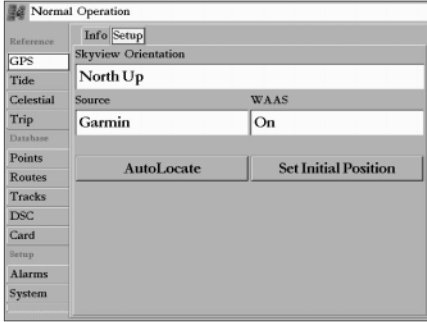 Normal Operation
Reference
GPS
Tide
Celestial
Trip
Database
Points
Routes
Tracks
DSC
Card
Setup
Alarms
System
Info Setup
Skyview Orientation
North Up
Source WAAS
Garmin On
AutoLocate Set Initial Position